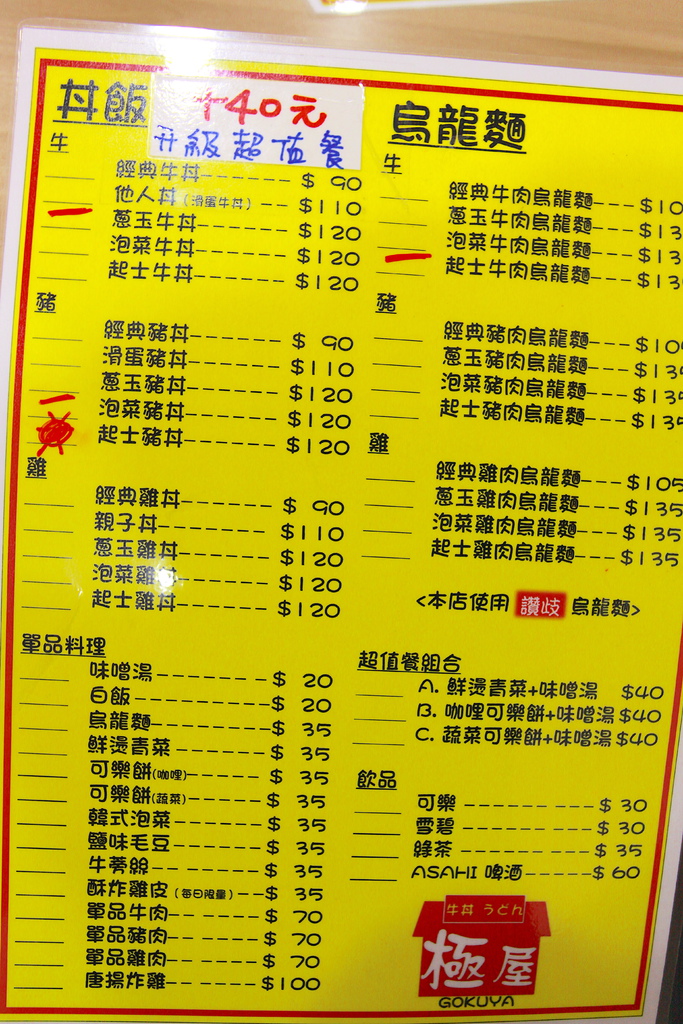 丼飯
+40元
升級超值餐
牛
經典牛丼------$ 90
他人丼(滑蛋牛丼)--$110
蔥玉牛丼------$120
泡菜牛丼------$120
起士牛丼------$120
豬
經典豬丼------$ 90
滑蛋豬丼------$110
蔥玉豬丼------$120
泡菜豬丼------$120
起士豬丼------$120
雞
經典雞丼------$ 90
親子丼------$110
蔥玉雞丼------$120
泡菜雞丼------$120
起士雞丼------$120
單品料理
味噌湯------$ 20
白飯------$ 20
烏龍麵------$ 35
鮮燙青菜------$ 35
可樂餅(咖哩)------$ 35
可樂餅(蔬菜)------$ 35
韓式泡菜------$ 35
鹽味毛豆------$ 35
牛蒡絲------$ 35
酥炸雞皮(每日限量)--$ 35
單品牛肉------$ 70
單品豬肉------$ 70
單品雞肉------$ 70
唐揚炸雞------$100
烏龍麵
牛
經典牛肉烏龍麵---$10
蔥玉牛肉烏龍麵---$13
泡菜牛肉烏龍麵---$13
起士牛肉烏龍麵---$13
豬
經典豬肉烏龍麵---$105
蔥玉豬肉烏龍麵---$135
泡菜豬肉烏龍麵---$135
起士豬肉烏龍麵---$135
雞
經典雞肉烏龍麵---$105
蔥玉雞肉烏龍麵---$135
泡菜雞肉烏龍麵---$135
起士雞肉烏龍麵---$135
<本店使用 讚歧 烏龍麵>
超值餐組合
A. 鮮燙青菜+味噌湯 $40
B. 咖哩可樂餅+味噌湯 $40
C. 蔬菜可樂餅+味噌湯 $40
飲品
可樂----------$ 30
雪碧----------$ 30
綠茶----------$ 35
ASAHI 啤酒-----$ 60
牛丼 うどん
極屋
GOKUYA